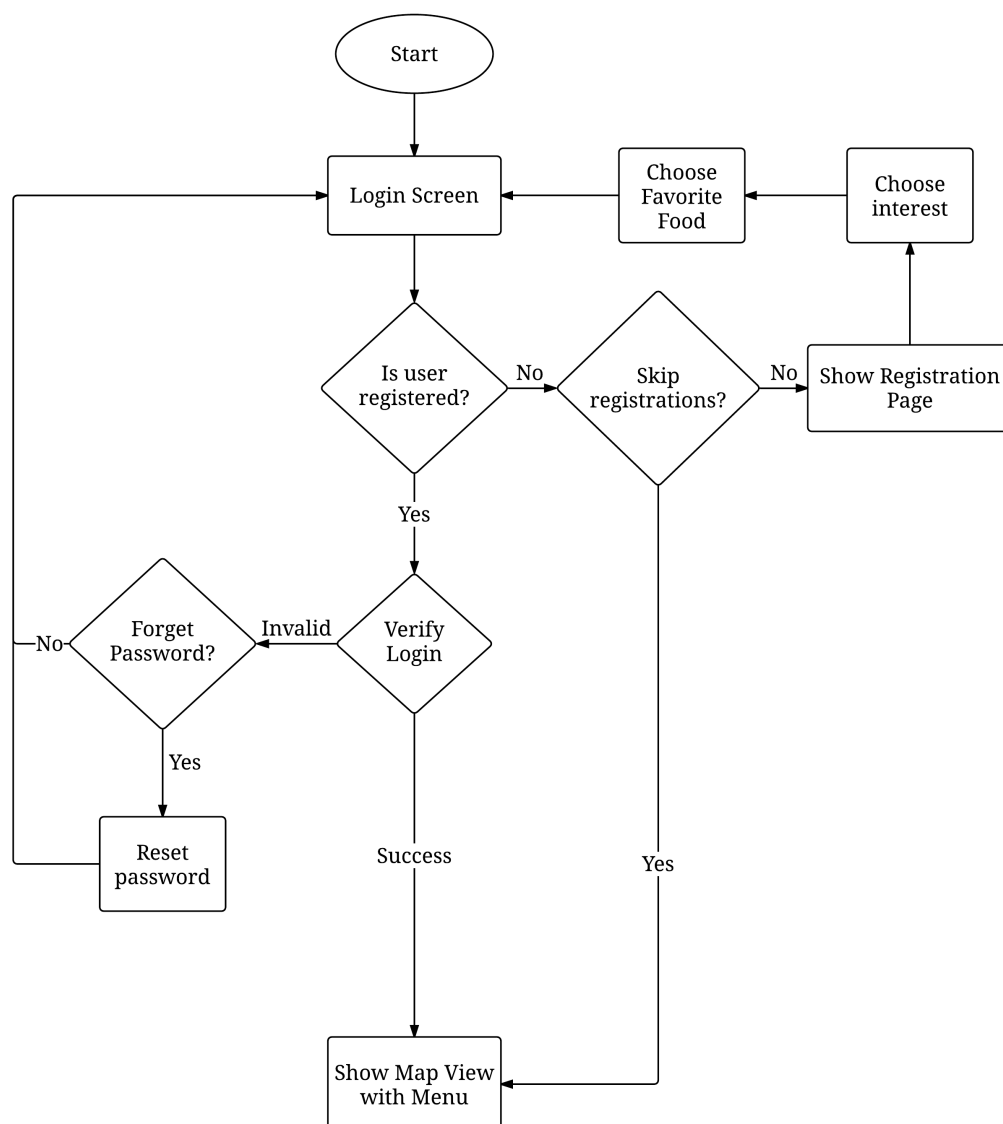 Start
Login Screen
Choose
Favorite
Food
Choose
interest
Is user
registered?
No
Skip
registrations?
No
Show Registration
Page
Yes
Forget
Password?
No
Invalid
Verify
Login
Yes
Reset
password
Success
Yes
Show Map View
with Menu